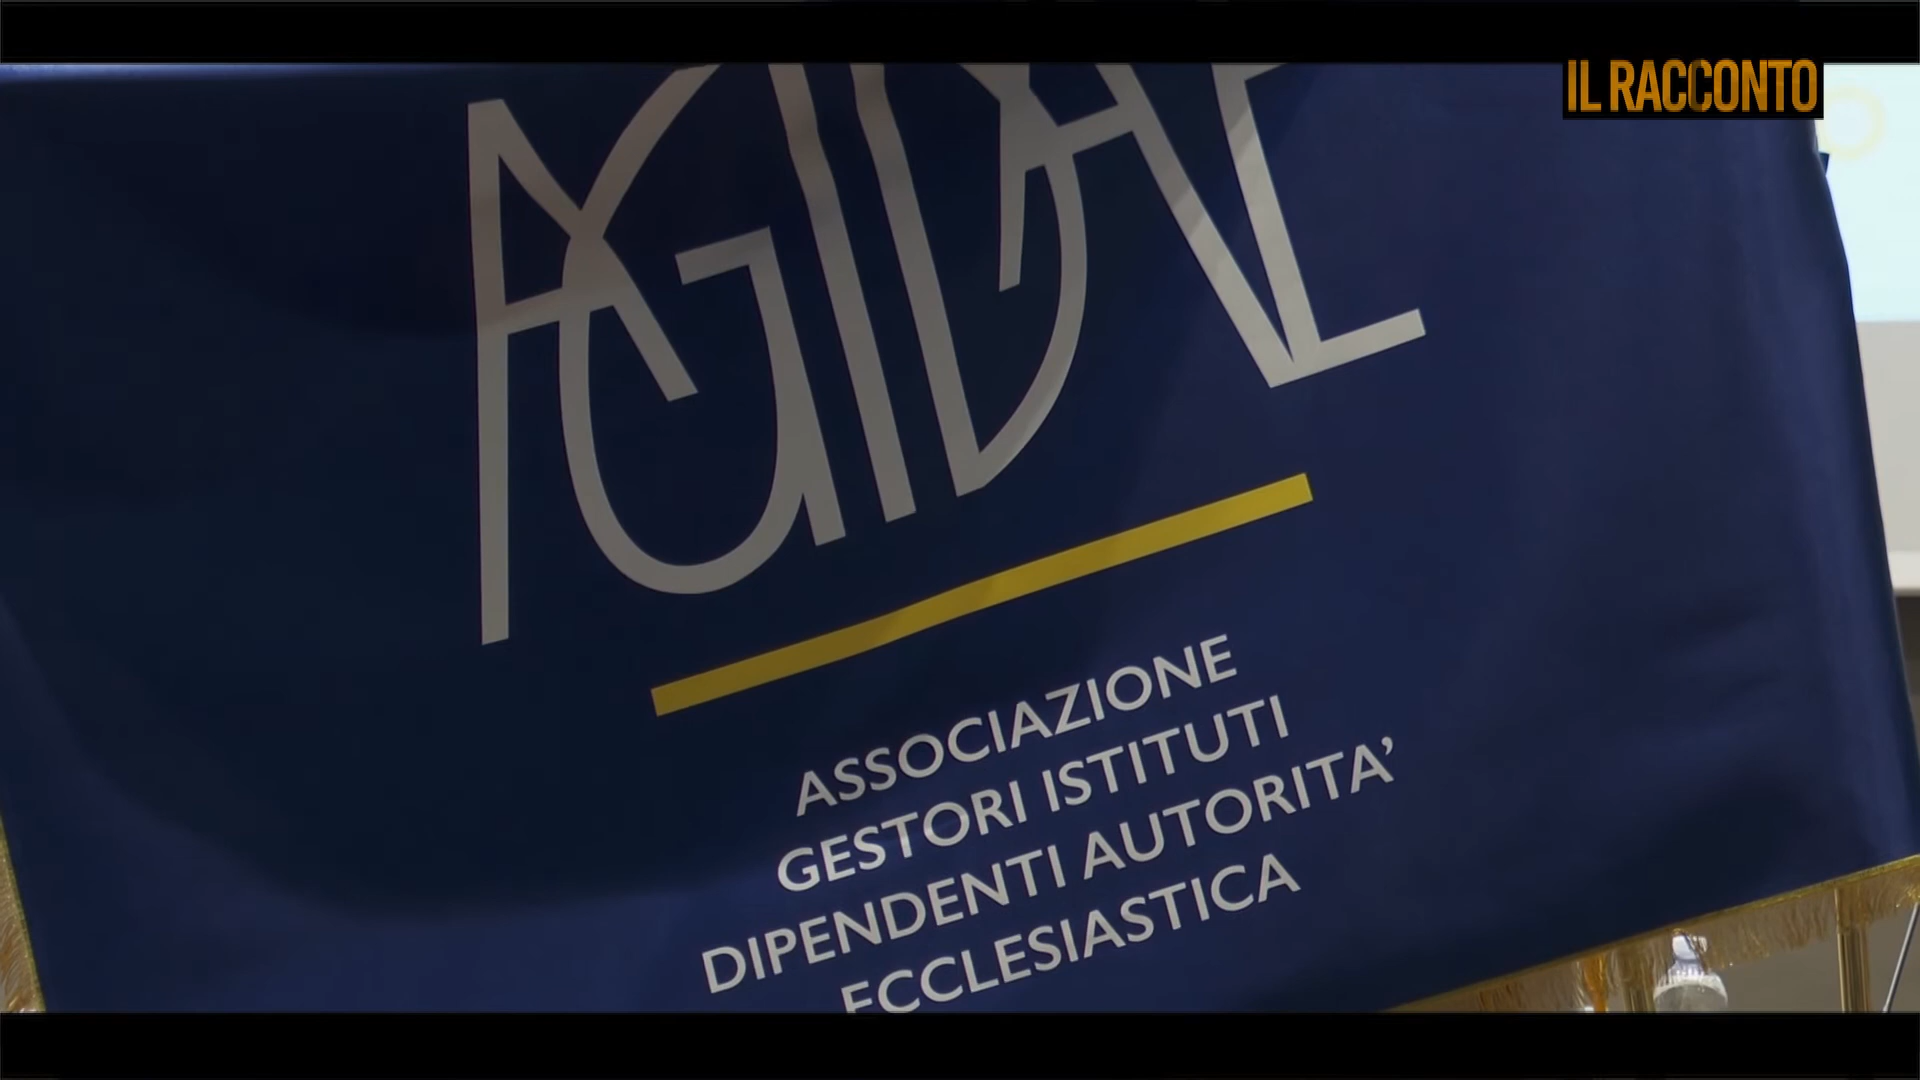 IL RACCONTO
AGIDAE
ASSOCIAZIONE
GESTORI ISTITUTI
DIPENDENTI AUTORITA'
ECCLESIASTICA